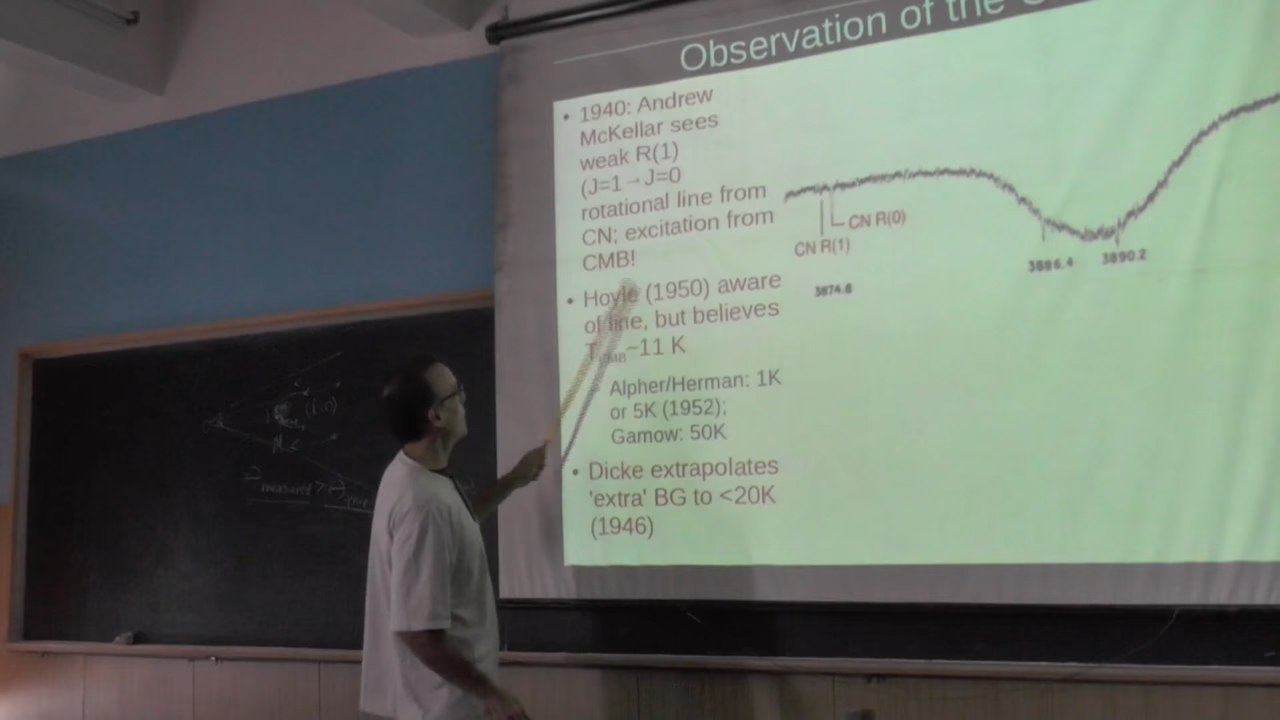 Observation of the
• 1940: Andrew
McKellar sees
weak R(1)
(J=1→J=0
rotational line from
CN; excitation from
CMB!
• Hoyle (1950) aware
of line, but believes
T_CMB~11 K
Alpher/Herman: 1K
or 5K (1952);
Gamow: 50K
• Dicke extrapolates
'extra' BG to <20K
(1946)
CN R(0)
CN R(1)
3886.4 3890.2
3874.6
measured >